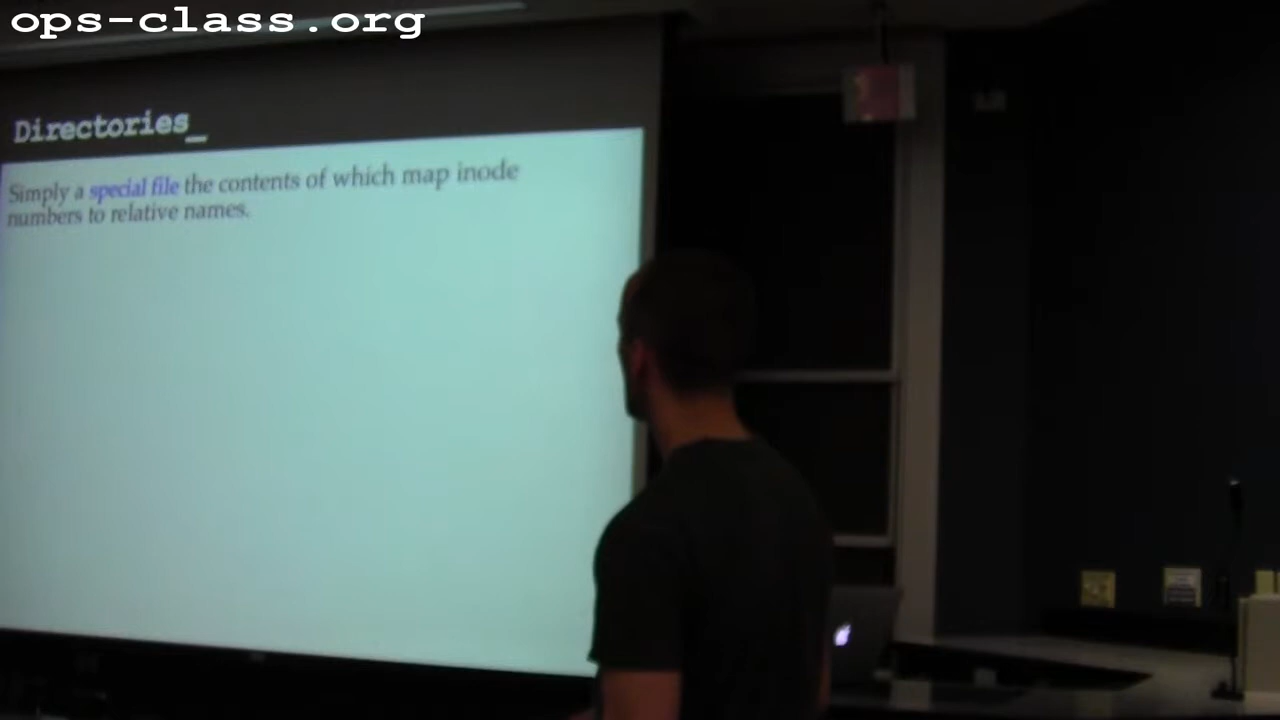 ops-class.org
Directories_
Simply a special file the contents of which map inode
numbers to relative names.